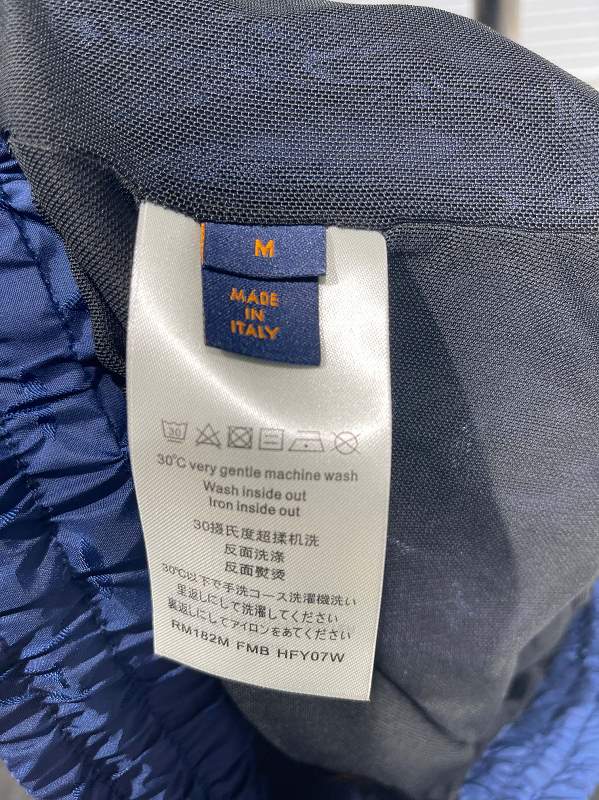 M
MADE
IN
ITALY
30
30°C very gentle machine wash
Wash inside out
Iron inside out
30摄氏度超揉机洗
反面洗涤
反面熨烫
30℃以下で手洗コース洗濯機洗い
里返しにして洗濯してください
裏返しにしてアイロンをあてください
RM182M FMB HFY07W